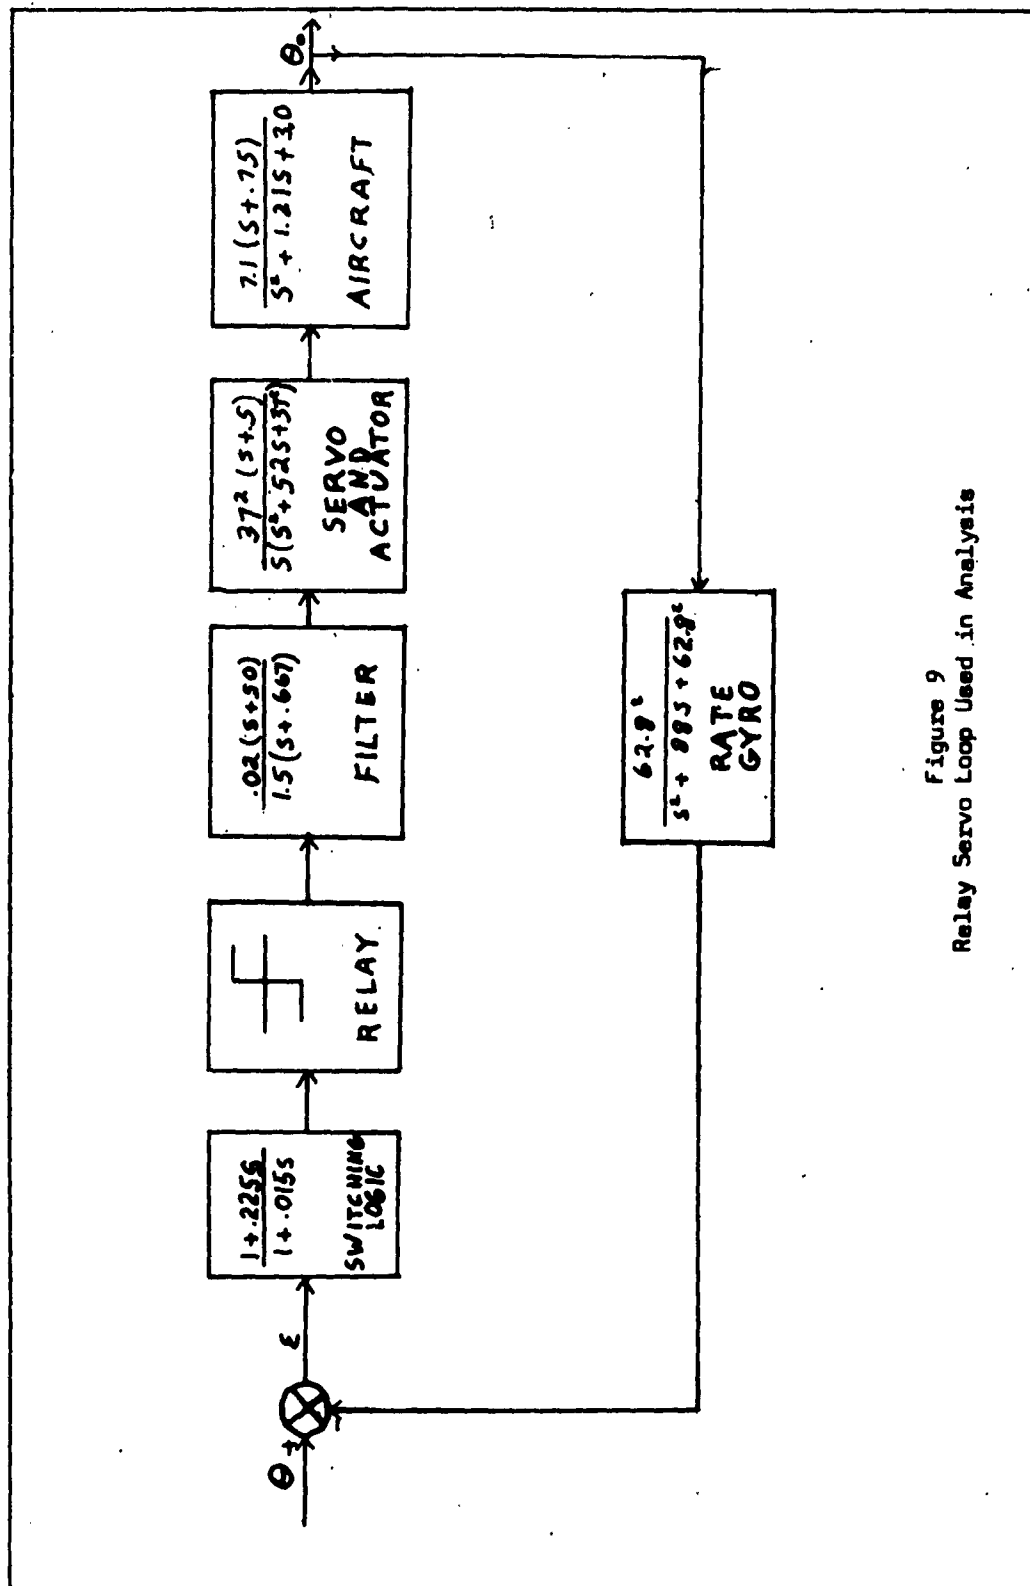 θ +
ε
1+.225s
1+.015s
SWITCHING
LOGIC
RELAY
.02(s+50)
1.5(s+.667)
FILTER
37² (s+.5)
S(S²+52S+37²)
SERVO
AND
ACTUATOR
7.1(S+.75)
S²+1.21S+30
AIRCRAFT
θ₀
-
62.8²
S²+88S+62.8²
RATE
GYRO
Figure 9
Relay Servo Loop Used in Analysis